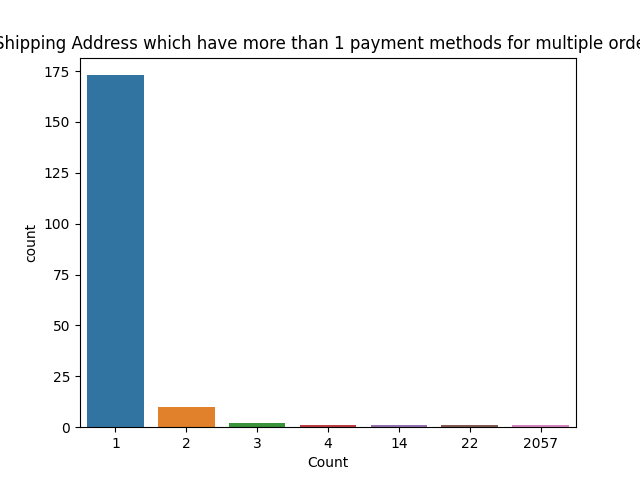 Shipping Address which have more than 1 payment methods for multiple orde
175
150
125
100
75
50
25
0
count
1 2 3 4 14 22 2057
Count